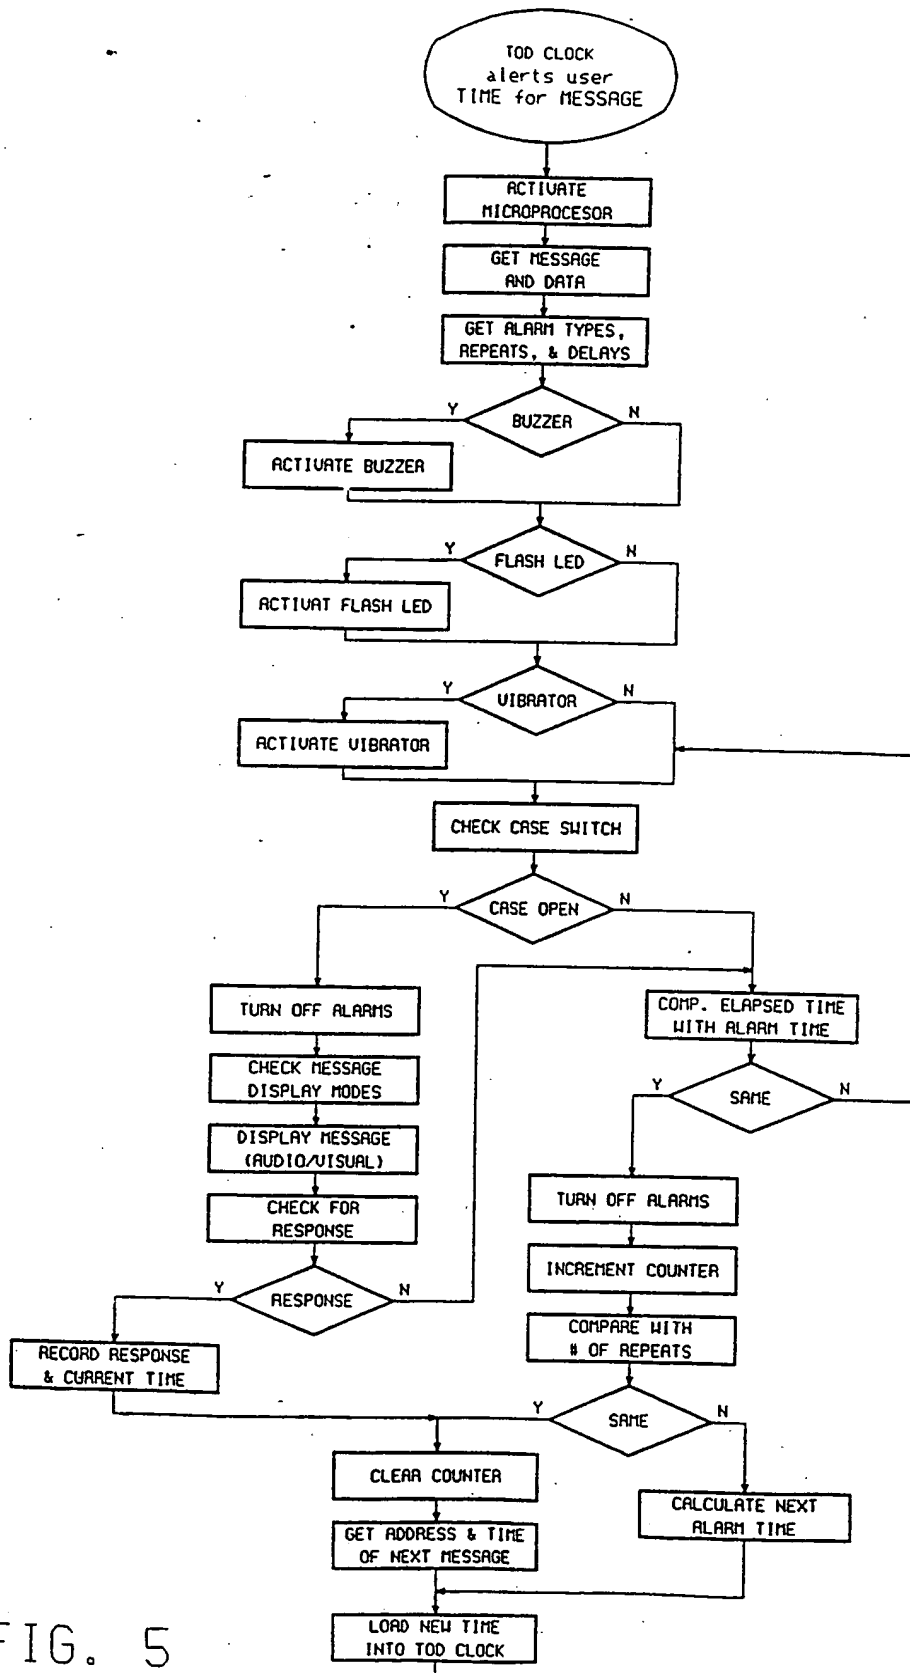 TOD CLOCK
alerts user
TIME for MESSAGE
ACTIVATE
MICROPROCESOR
GET MESSAGE
AND DATA
GET ALARM TYPES,
REPEATS, & DELAYS
Y
BUZZER
N
ACTIVATE BUZZER
Y
FLASH LED
N
ACTIVAT FLASH LED
Y
VIBRATOR
N
ACTIVATE VIBRATOR
CHECK CASE SWITCH
Y
CASE OPEN
N
TURN OFF ALARMS
COMP. ELAPSED TIME
WITH ALARM TIME
CHECK MESSAGE
DISPLAY MODES
Y
SAME
N
DISPLAY MESSAGE
(AUDIO/VISUAL)
TURN OFF ALARMS
CHECK FOR
RESPONSE
INCREMENT COUNTER
Y
RESPONSE
N
COMPARE WITH
# OF REPEATS
RECORD RESPONSE
& CURRENT TIME
Y
SAME
N
CLEAR COUNTER
CALCULATE NEXT
ALARM TIME
GET ADDRESS & TIME
OF NEXT MESSAGE
LOAD NEW TIME
INTO TOD CLOCK
FIG. 5